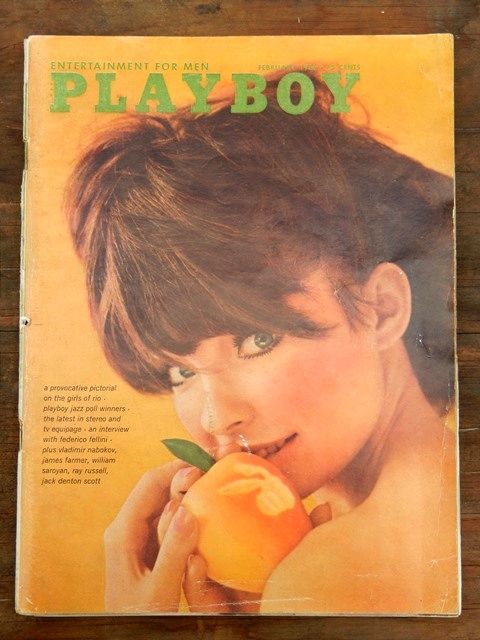 ENTERTAINMENT FOR MEN
CENTS
PLAYBOY
a provocative pictorial
on the girls of rio ·
playboy jazz poll winners ·
the latest in stereo and
tv equipage · an interview
with federico fellini ·
plus vladimir nabokov,
james farmer, william
saroyan, ray russell,
jack denton scott